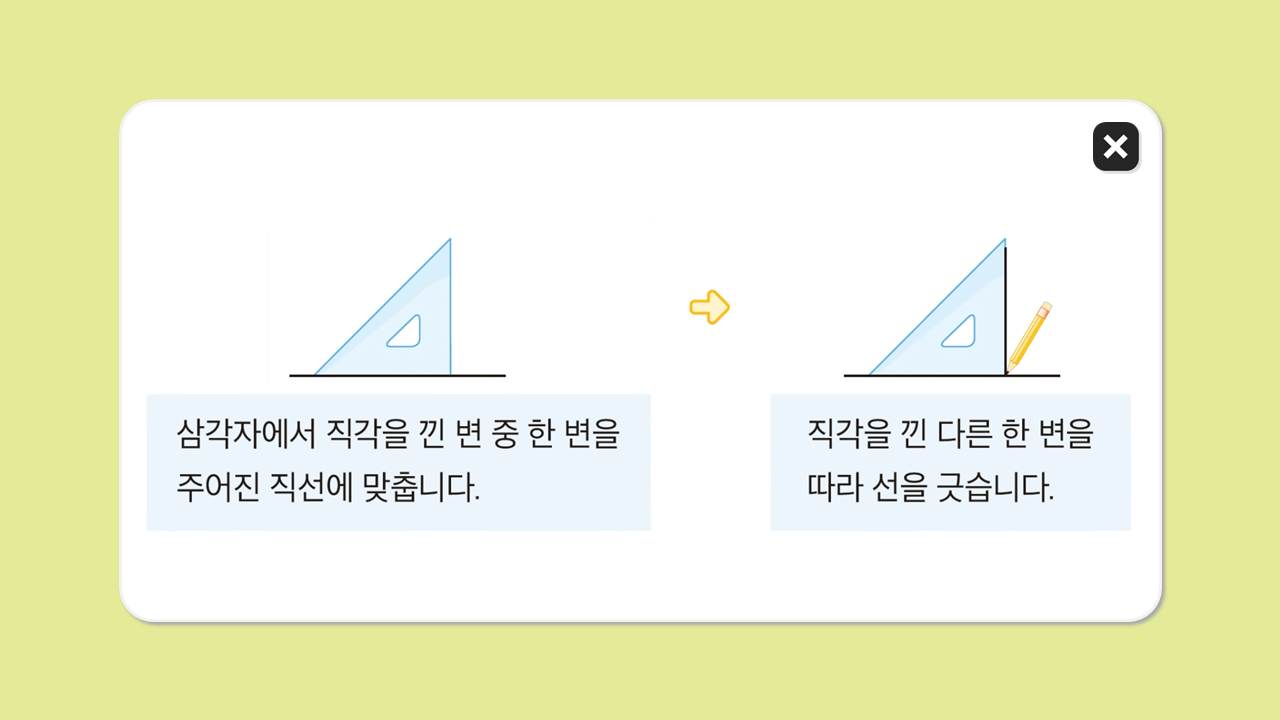 삼각자에서 직각을 낀 변 중 한 변을
주어진 직선에 맞춥니다.
직각을 낀 다른 한 변을
따라 선을 긋습니다.